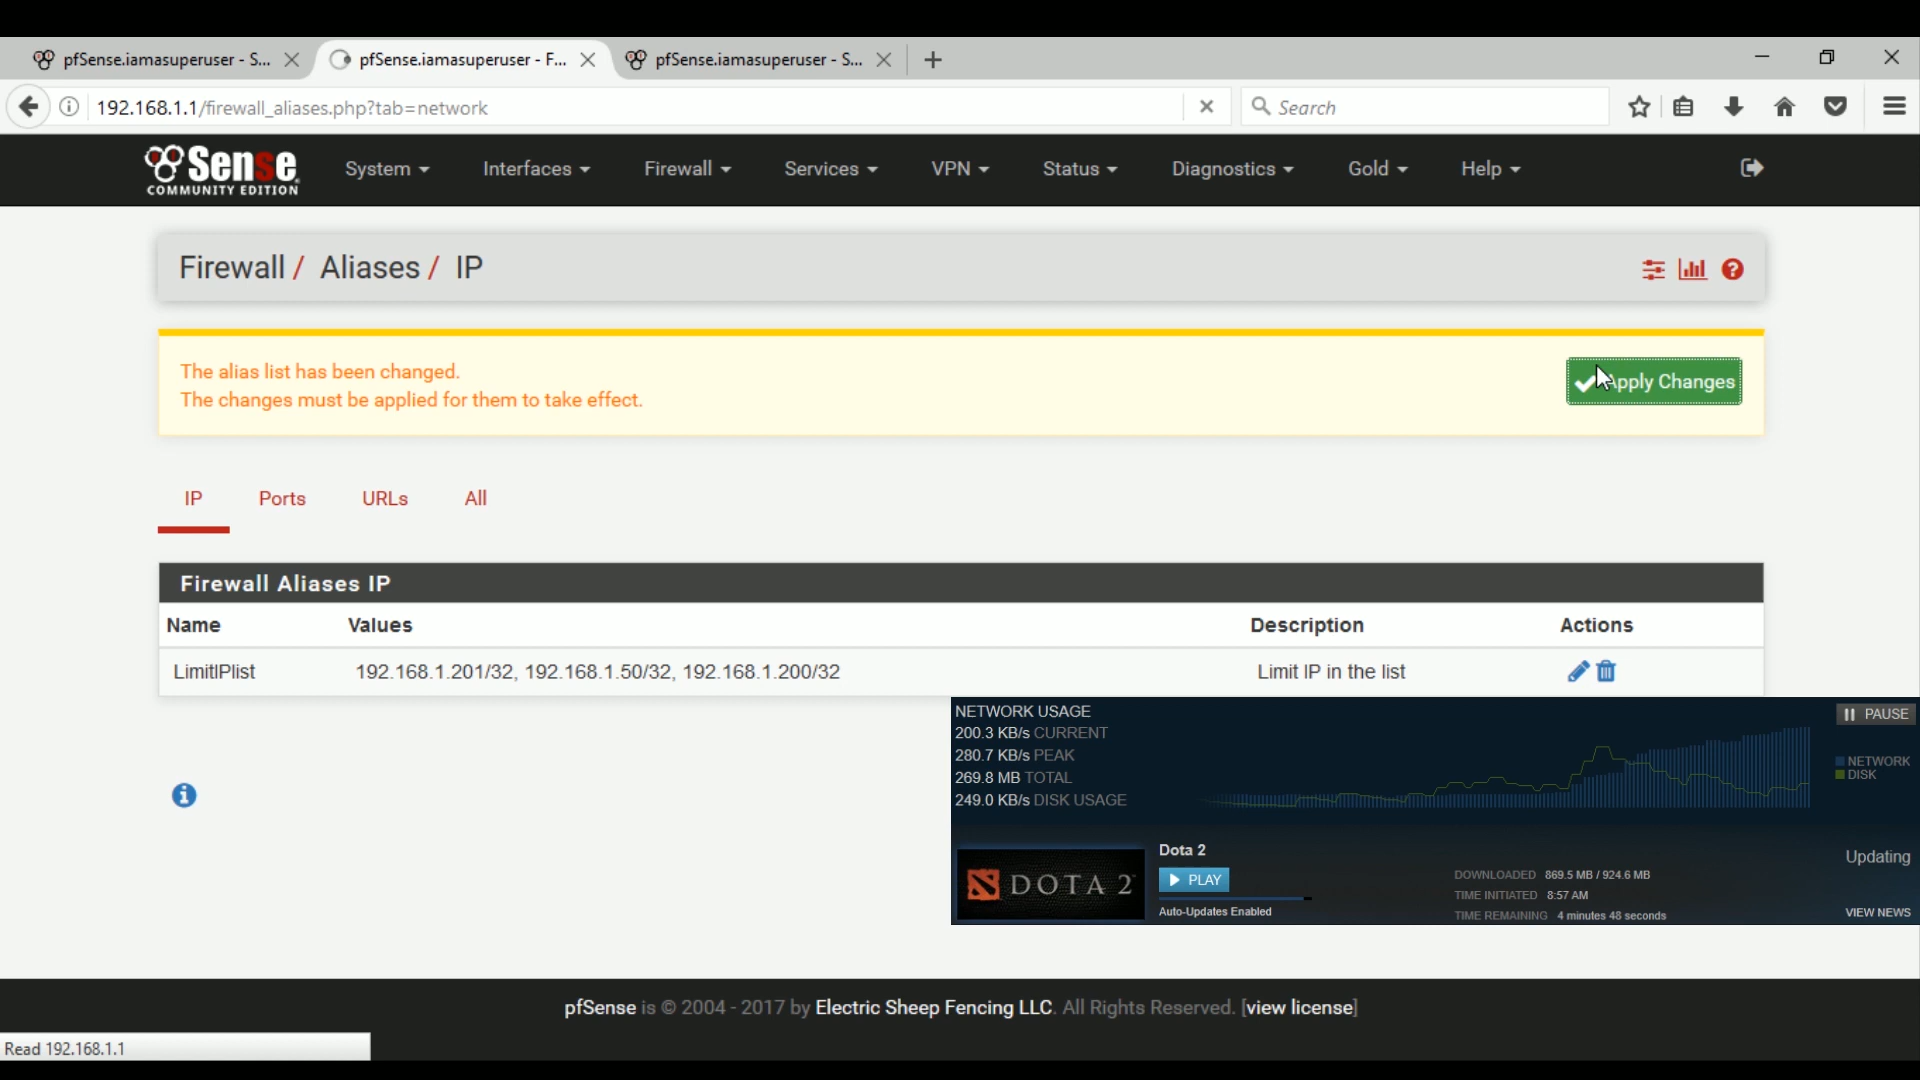 pfSense.iamasuperuser - S...
pfSense.iamasuperuser - F...
pfSense.iamasuperuser - S...
192.168.1.1/firewall_aliases.php?tab=network
Search
Sense
COMMUNITY EDITION
System
Interfaces
Firewall
Services
VPN
Status
Diagnostics
Gold
Help
Firewall / Aliases / IP
The alias list has been changed.
The changes must be applied for them to take effect.
Apply Changes
IP
Ports
URLs
All
Firewall Aliases IP
Name Values Description Actions
LimitIPlist 192.168.1.201/32, 192.168.1.50/32, 192.168.1.200/32 Limit IP in the list
NETWORK USAGE
200.3 KB/s CURRENT
280.7 KB/s PEAK
269.8 MB TOTAL
249.0 KB/s DISK USAGE
PAUSE
NETWORK
DISK
DOTA 2
Dota 2
PLAY
Auto-Updates Enabled
DOWNLOADED 869.5 MB / 924.6 MB
TIME INITIATED 8:57 AM
TIME REMAINING 4 minutes 48 seconds
Updating
VIEW NEWS
pfSense is © 2004 - 2017 by Electric Sheep Fencing LLC. All Rights Reserved. [view license]
Read 192.168.1.1